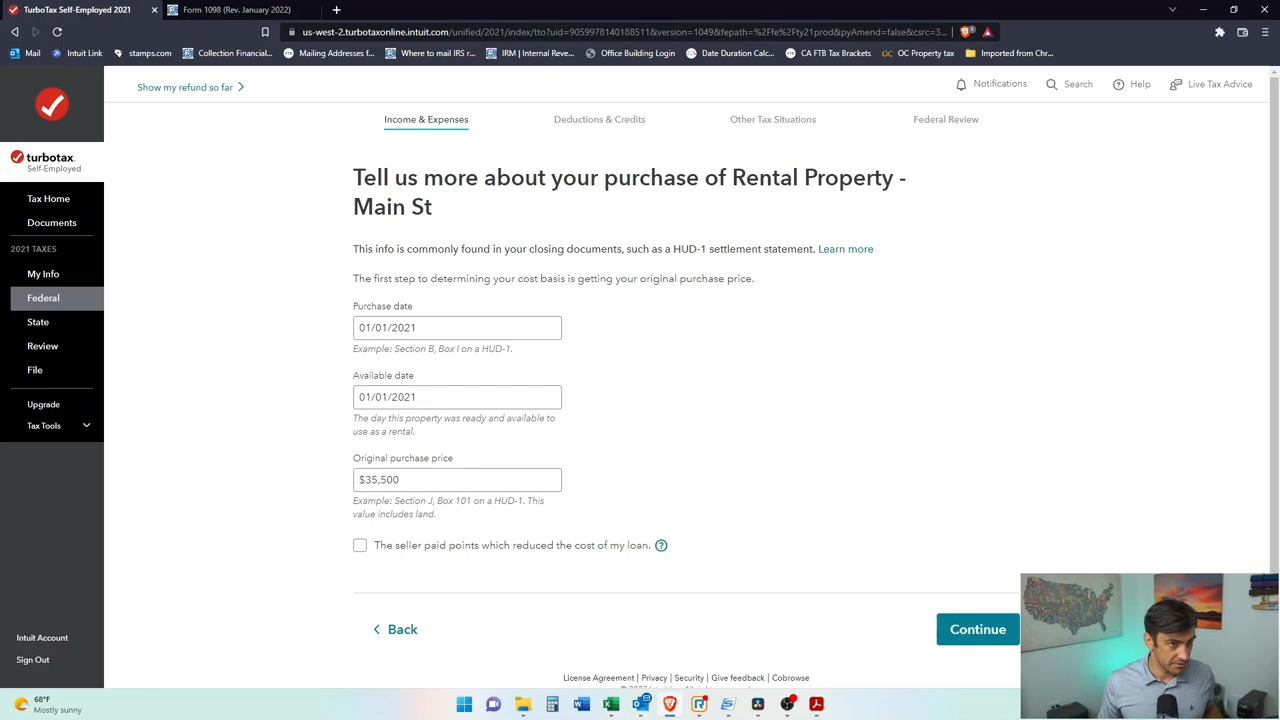 TurboTax Self-Employed 2021
Form 1098 (Rev. January 2022)
us-west-2.turbotaxonline.intuit.com/unified/2021/index/tto?uid=9059978140188511&version=1049&fepath=%2Ffe%2Fty21prod&pyAmend=false&csrc=3...
Mail
Intuit Link
stamps.com
Collection Financial...
Mailing Addresses f...
Where to mail IRS r...
IRM | Internal Reve...
Office Building Login
Date Duration Calc...
CA FTB Tax Brackets
OC Property tax
Imported from Chr...
Show my refund so far
Notifications
Search
Help
Live Tax Advice
Income & Expenses
Deductions & Credits
Other Tax Situations
Federal Review
turbotax
Self-Employed
Tax Home
Documents
2021 TAXES
My Info
Federal
State
Review
File
Upgrade
Tax Tools
Intuit Account
Sign Out
Tell us more about your purchase of Rental Property -
Main St
This info is commonly found in your closing documents, such as a HUD-1 settlement statement. Learn more
The first step to determining your cost basis is getting your original purchase price.
Purchase date
01/01/2021
Example: Section B, Box I on a HUD-1.
Available date
01/01/2021
The day this property was ready and available to
use as a rental.
Original purchase price
$35,500
Example: Section J, Box 101 on a HUD-1. This
value includes land.
The seller paid points which reduced the cost of my loan.
Back
Continue
License Agreement | Privacy | Security | Give feedback | Cobrowse
68°F
Mostly sunny